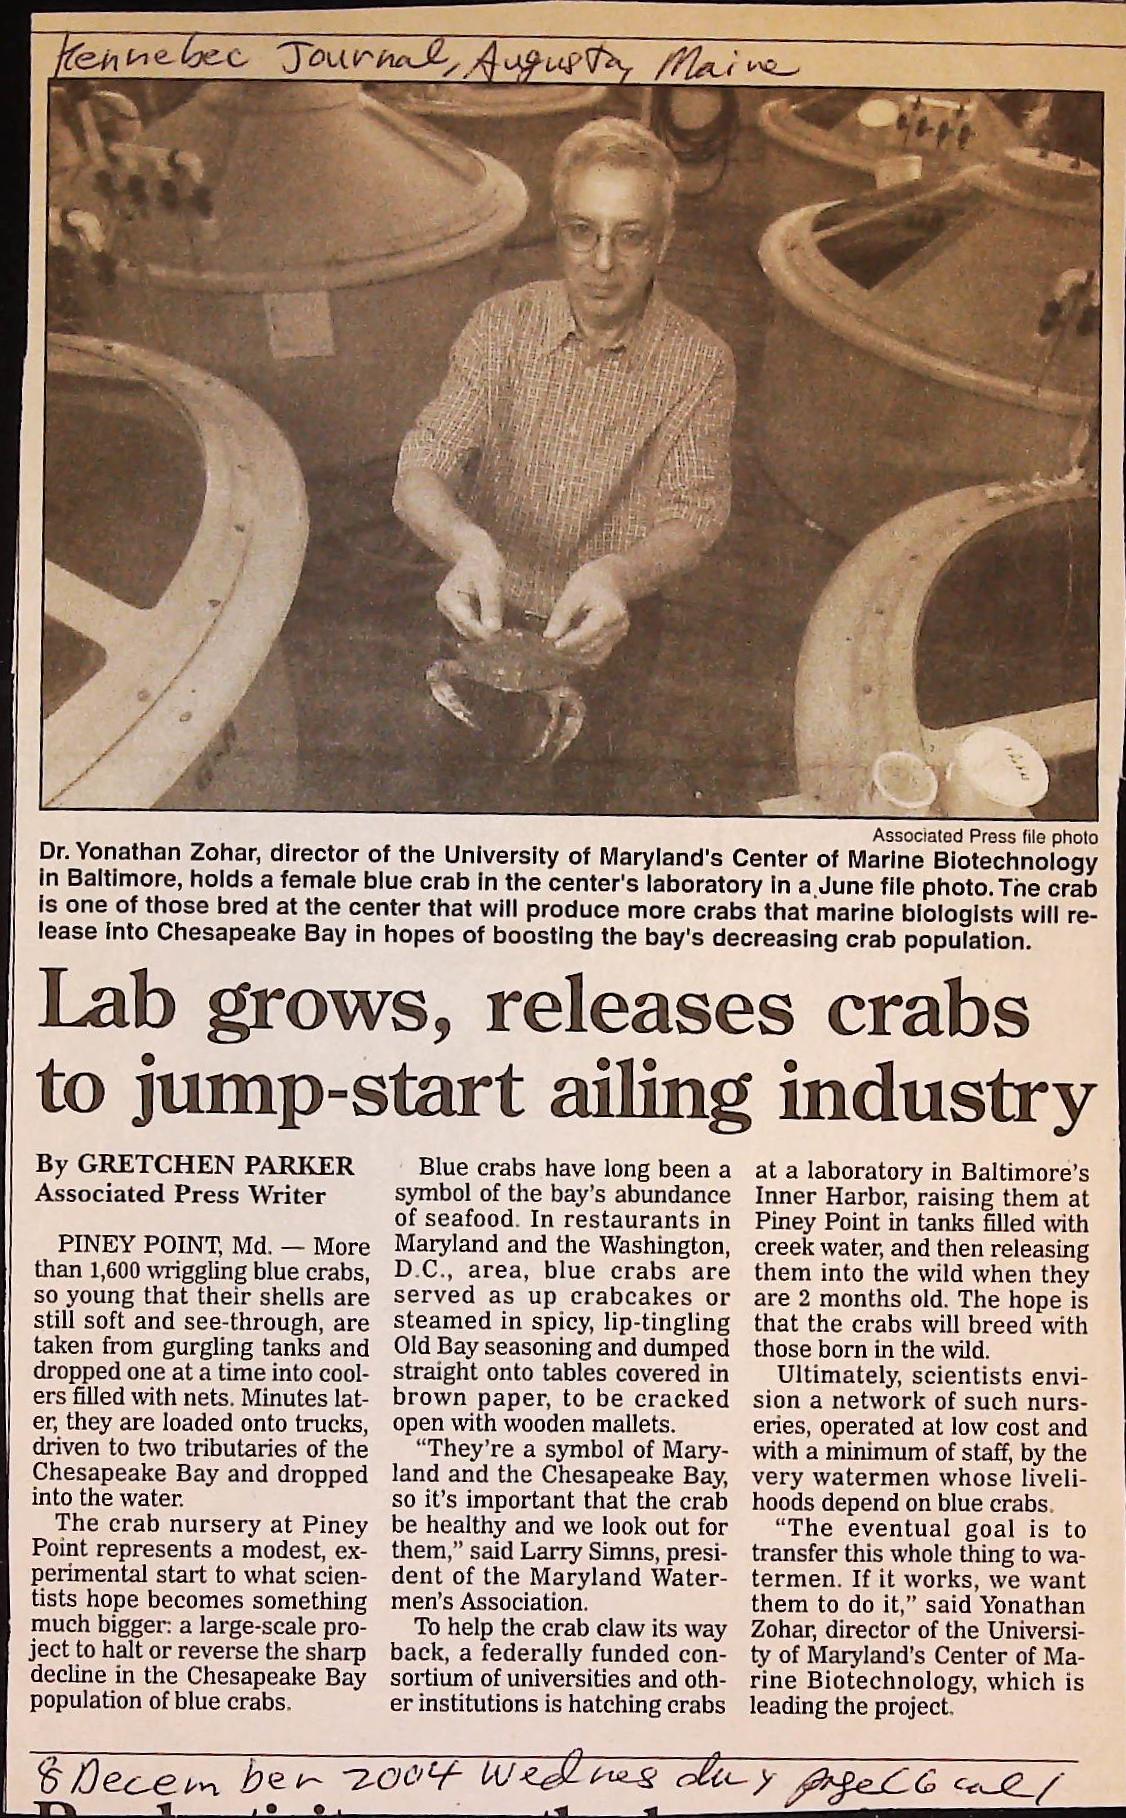 Kennebec Journal, Augusta, Maine
Associated Press file photo
Dr. Yonathan Zohar, director of the University of Maryland's Center of Marine Biotechnology
in Baltimore, holds a female blue crab in the center's laboratory in a June file photo. The crab
is one of those bred at the center that will produce more crabs that marine biologists will re-
lease into Chesapeake Bay in hopes of boosting the bay's decreasing crab population.
Lab grows, releases crabs
to jump-start ailing industry
By GRETCHEN PARKER
Associated Press Writer
PINEY POINT, Md. — More
than 1,600 wriggling blue crabs,
so young that their shells are
still soft and see-through, are
taken from gurgling tanks and
dropped one at a time into cool-
ers filled with nets. Minutes lat-
er, they are loaded onto trucks,
driven to two tributaries of the
Chesapeake Bay and dropped
into the water.
The crab nursery at Piney
Point represents a modest, ex-
perimental start to what scien-
tists hope becomes something
much bigger: a large-scale pro-
ject to halt or reverse the sharp
decline in the Chesapeake Bay
population of blue crabs.
Blue crabs have long been a
symbol of the bay's abundance
of seafood. In restaurants in
Maryland and the Washington,
D.C., area, blue crabs are
served as up crabcakes or
steamed in spicy, lip-tingling
Old Bay seasoning and dumped
straight onto tables covered in
brown paper, to be cracked
open with wooden mallets.
“They're a symbol of Mary-
land and the Chesapeake Bay,
so it's important that the crab
be healthy and we look out for
them,” said Larry Simns, presi-
dent of the Maryland Water-
men's Association.
To help the crab claw its way
back, a federally funded con-
sortium of universities and oth-
er institutions is hatching crabs
at a laboratory in Baltimore's
Inner Harbor, raising them at
Piney Point in tanks filled with
creek water, and then releasing
them into the wild when they
are 2 months old. The hope is
that the crabs will breed with
those born in the wild.
Ultimately, scientists envi-
sion a network of such nurs-
eries, operated at low cost and
with a minimum of staff, by the
very watermen whose liveli-
hoods depend on blue crabs.
“The eventual goal is to
transfer this whole thing to wa-
termen. If it works, we want
them to do it,” said Yonathan
Zohar, director of the Universi-
ty of Maryland's Center of Ma-
rine Biotechnology, which is
leading the project.
8 December 2004 Wednesday page C6 col 1